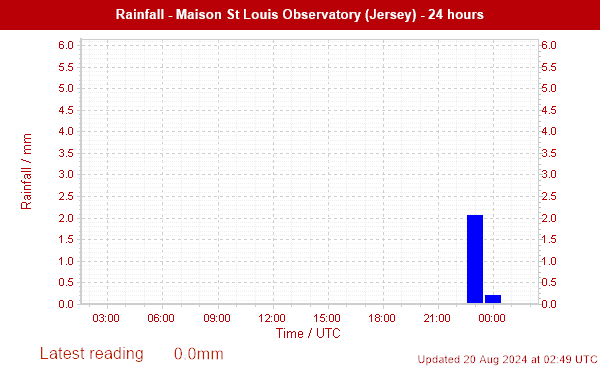 Rainfall - Maison St Louis Observatory (Jersey) - 24 hours
6.0 6.0
5.5 5.5
5.0 5.0
4.5 4.5
4.0 4.0
3.5 3.5
3.0 3.0
2.5 2.5
2.0 2.0
1.5 1.5
1.0 1.0
0.5 0.5
0.0 0.0
Rainfall / mm
03:00 06:00 09:00 12:00 15:00 18:00 21:00 00:00
Time / UTC
Latest reading 0.0mm
Updated 20 Aug 2024 at 02:49 UTC